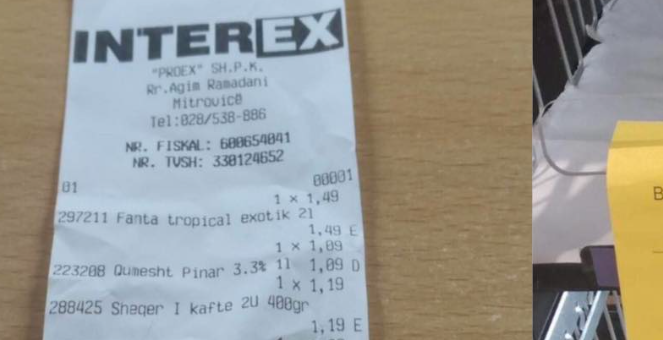 INTEREX
"PROEX" SH.P.K.
Rr.Agim Ramadani
Mitrovicë
Tel:028/538-886
NR. FISKAL: 600654041
NR. TVSH: 330124652
01 00001
1 x 1,49
297211 Fanta tropical exotik 2l
1,49 E
1 x 1,09
223208 Qumesht Pinar 3.3% 1l 1,09 D
1 x 1,19
288425 Sheqer I kafte 2U 400gr
1,19 E
B